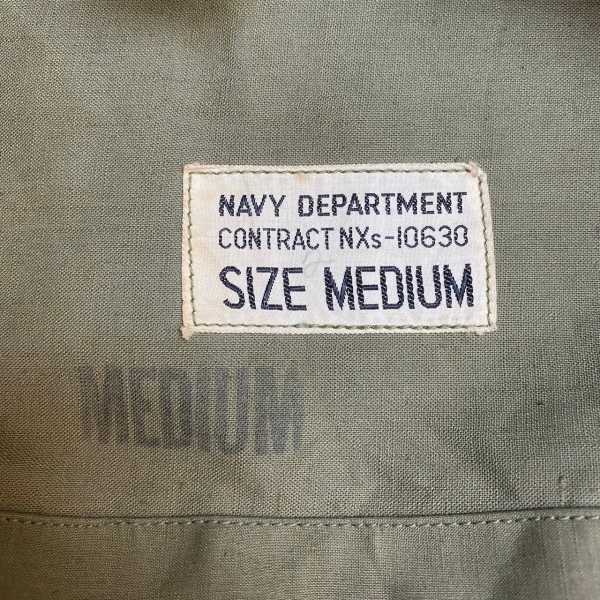 NAVY DEPARTMENT
CONTRACT NXs-10630
SIZE MEDIUM
MEDIUM